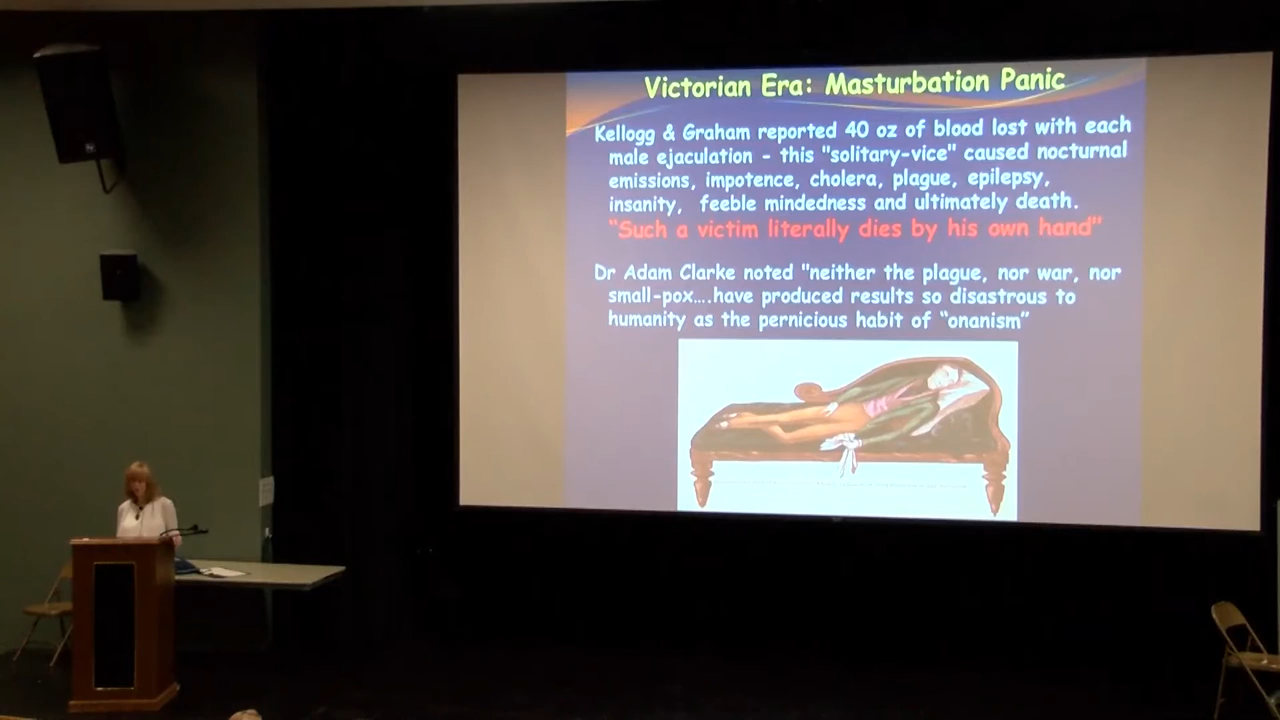 Victorian Era: Masturbation Panic
Kellogg & Graham reported 40 oz of blood lost with each
male ejaculation - this "solitary-vice" caused nocturnal
emissions, impotence, cholera, plague, epilepsy,
insanity, feeble mindedness and ultimately death.
"Such a victim literally dies by his own hand"
Dr Adam Clarke noted "neither the plague, nor war, nor
small-pox....have produced results so disastrous to
humanity as the pernicious habit of "onanism"